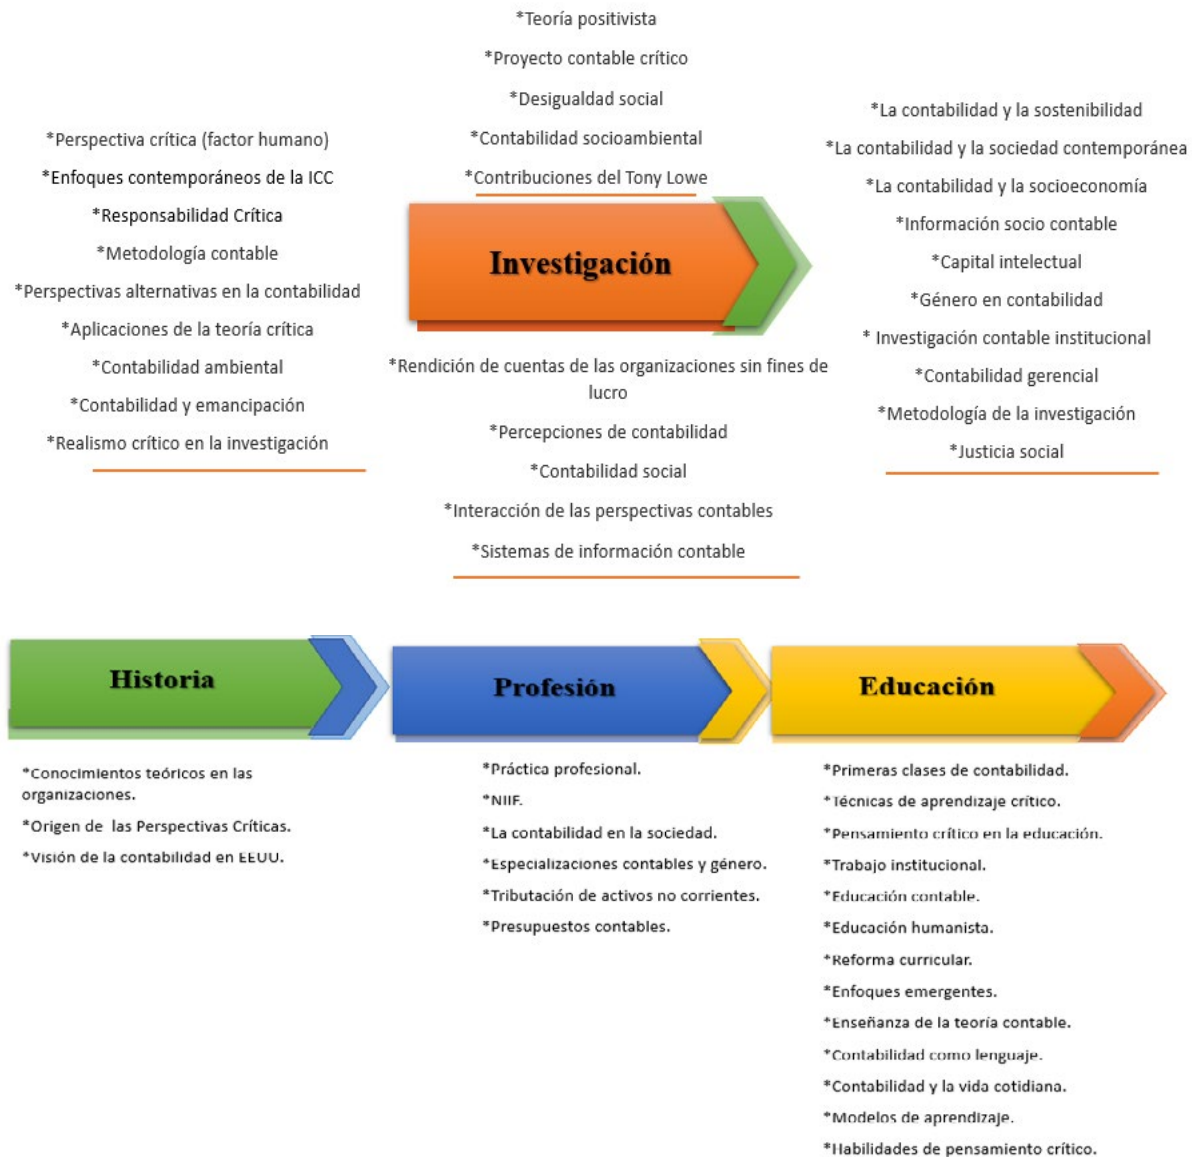 *Teoría positivista
*Proyecto contable crítico
*Desigualdad social
*Contabilidad socioambiental
*Contribuciones del Tony Lowe
*Perspectiva crítica (factor humano)
*Enfoques contemporáneos de la ICC
*Responsabilidad Crítica
*Metodología contable
*Perspectivas alternativas en la contabilidad
*Aplicaciones de la teoría crítica
*Contabilidad ambiental
*Contabilidad y emancipación
*Realismo crítico en la investigación
Investigación
*La contabilidad y la sostenibilidad
*La contabilidad y la sociedad contemporánea
*La contabilidad y la socioeconomía
*Información socio contable
*Capital intelectual
*Género en contabilidad
* Investigación contable institucional
*Contabilidad gerencial
*Metodología de la investigación
*Justicia social
*Rendición de cuentas de las organizaciones sin fines de
lucro
*Percepciones de contabilidad
*Contabilidad social
*Interacción de las perspectivas contables
*Sistemas de información contable
Historia
*Conocimientos teóricos en las
organizaciones.
*Origen de las Perspectivas Críticas.
*Visión de la contabilidad en EEUU.
Profesión
*Práctica profesional.
*NIIF.
*La contabilidad en la sociedad.
*Especializaciones contables y género.
*Tributación de activos no corrientes.
*Presupuestos contables.
Educación
*Primeras clases de contabilidad.
*Técnicas de aprendizaje crítico.
*Pensamiento crítico en la educación.
*Trabajo institucional.
*Educación contable.
*Educación humanista.
*Reforma curricular.
*Enfoques emergentes.
*Enseñanza de la teoría contable.
*Contabilidad como lenguaje.
*Contabilidad y la vida cotidiana.
*Modelos de aprendizaje.
*Habilidades de pensamiento crítico.